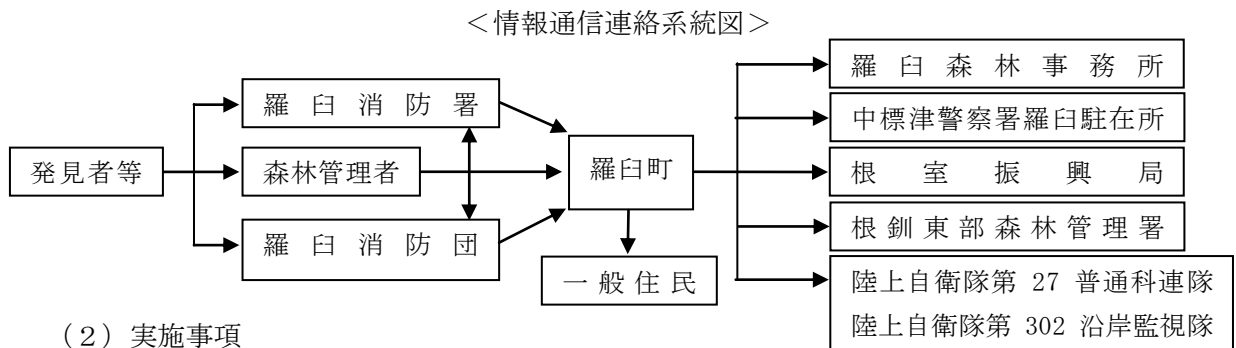 ＜情報通信連絡系統図＞
発見者等
羅臼消防署
森林管理者
羅臼消防団
羅臼町
一般住民
羅臼森林事務所
中標津警察署羅臼駐在所
根室振興局
根釧東部森林管理署
陸上自衛隊第 27 普通科連隊
陸上自衛隊第 302 沿岸監視隊
（2）実施事項